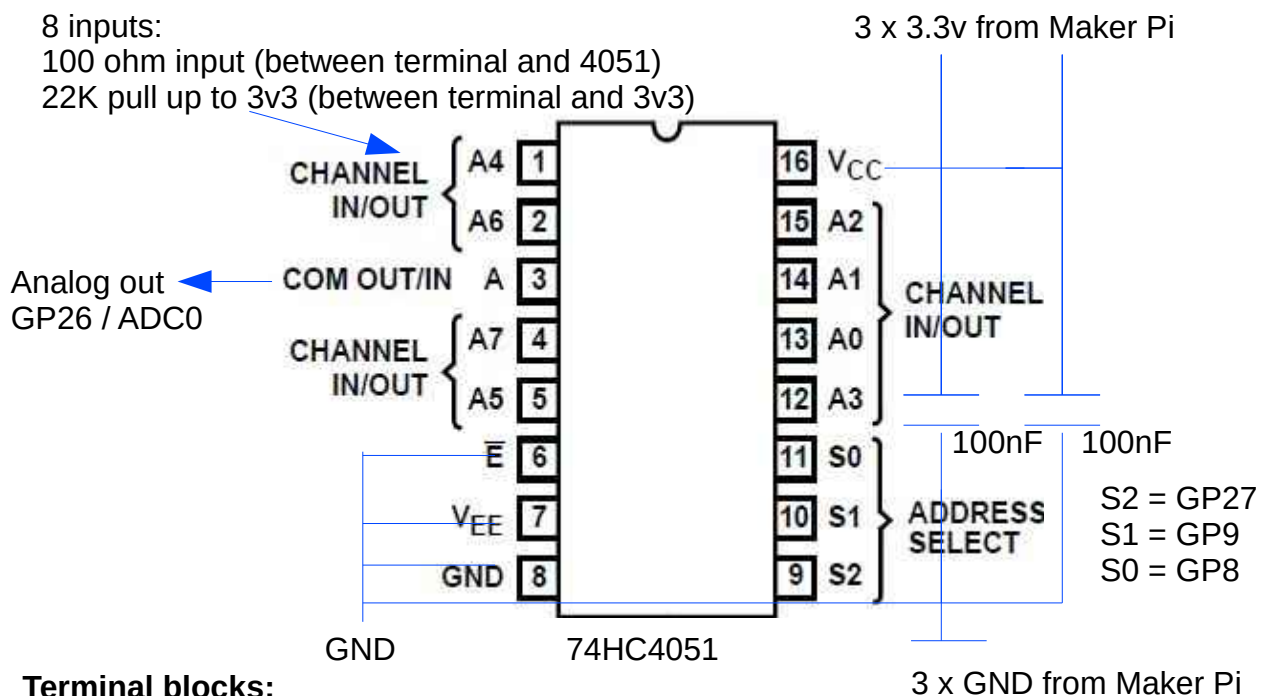 8 inputs:
100 ohm input (between terminal and 4051)
22K pull up to 3v3 (between terminal and 3v3)
3 x 3.3v from Maker Pi
CHANNEL
IN/OUT
A4 1
A6 2
Analog out
GP26 / ADC0
COM OUT/IN A 3
CHANNEL
IN/OUT
A7 4
A5 5
E 6
VEE 7
GND 8
16 VCC
15 A2
14 A1
13 A0
12 A3
CHANNEL
IN/OUT
11 S0
10 S1
9 S2
ADDRESS
SELECT
100nF 100nF
S2 = GP27
S1 = GP9
S0 = GP8
GND
74HC4051
3 x GND from Maker Pi
Terminal blocks: